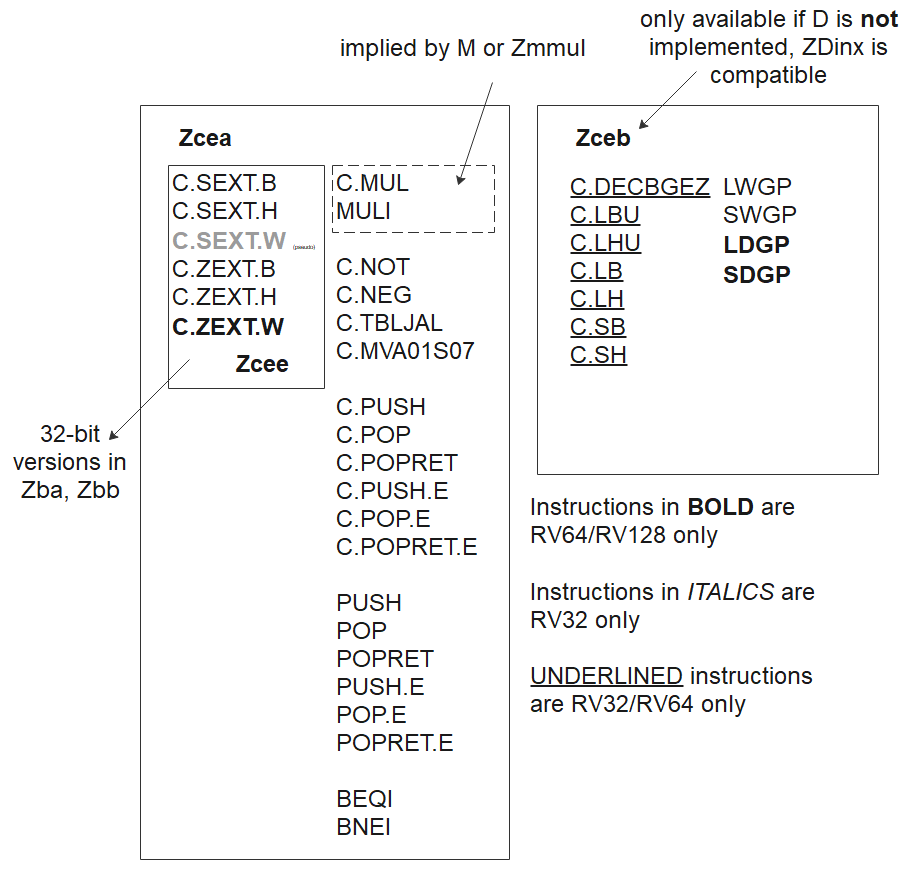 implied by M or Zmmul
only available if D is not
implemented, ZDinx is
compatible
Zcea
C.SEXT.B
C.SEXT.H
C.SEXT.W (pseudo)
C.ZEXT.B
C.ZEXT.H
C.ZEXT.W
Zcee
32-bit
versions in
Zba, Zbb
C.MUL
MULI
C.NOT
C.NEG
C.TBLJAL
C.MVA01S07
C.PUSH
C.POP
C.POPRET
C.PUSH.E
C.POP.E
C.POPRET.E
PUSH
POP
POPRET
PUSH.E
POP.E
POPRET.E
BEQI
BNEI
Zceb
C.DECBGEZ
C.LBU
C.LHU
C.LB
C.LH
C.SB
C.SH
LWGP
SWGP
LDGP
SDGP
Instructions in BOLD are
RV64/RV128 only
Instructions in ITALICS are
RV32 only
UNDERLINED instructions
are RV32/RV64 only